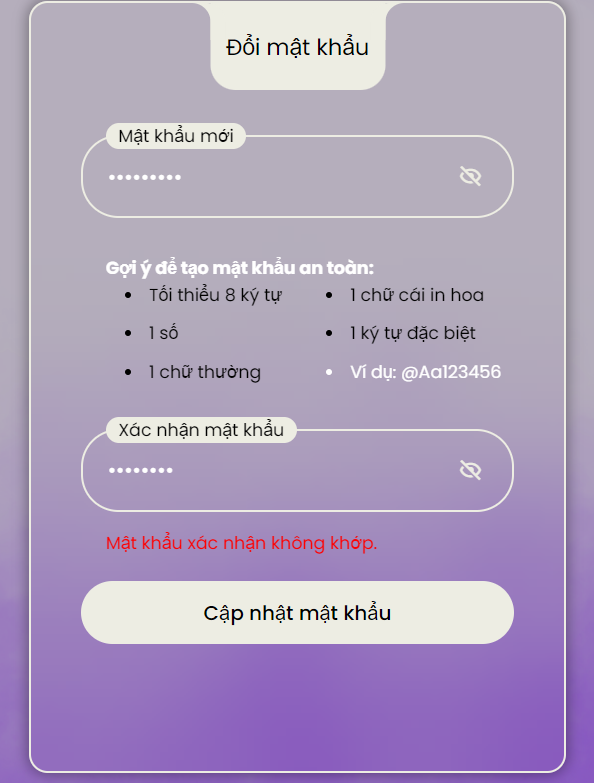 Đổi mật khẩu
Mật khẩu mới
•••••••••
Gợi ý để tạo mật khẩu an toàn:
• Tối thiểu 8 ký tự
• 1 chữ cái in hoa
• 1 số
• 1 ký tự đặc biệt
• 1 chữ thường
• Ví dụ: @Aa123456
Xác nhận mật khẩu
••••••••
Mật khẩu xác nhận không khớp.
Cập nhật mật khẩu